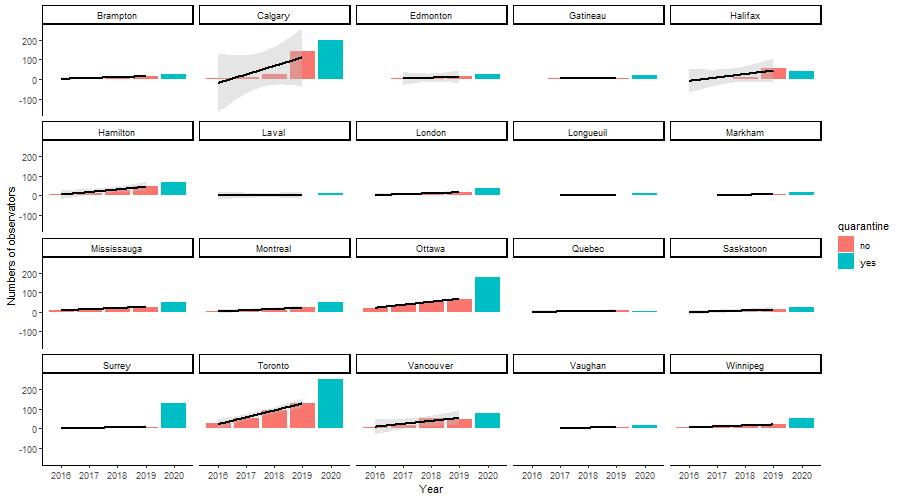 Brampton Calgary Edmonton Gatineau Halifax
200
100
0
-100
Hamilton Laval London Longueuil Markham
200
100
0
-100
Numbers of observators
quarantine
no
yes
Mississauga Montreal Ottawa Quebec Saskatoon
200
100
0
-100
Surrey Toronto Vancouver Vaughan Winnipeg
200
100
0
-100
2016 2017 2018 2019 2020 2016 2017 2018 2019 2020 2016 2017 2018 2019 2020 2016 2017 2018 2019 2020 2016 2017 2018 2019 2020
Year